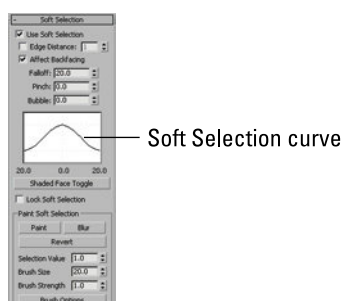 - Soft Selection
Use Soft Selection
Edge Distance: 1
Affect Backfacing
Falloff: 20.0
Pinch: 0.0
Bubble: 0.0
Soft Selection curve
20.0 0.0 20.0
Shaded Face Toggle
Lock Soft Selection
Paint Soft Selection
Paint Blur
Revert
Selection Value 1.0
Brush Size 20.0
Brush Strength 1.0
Brush Options